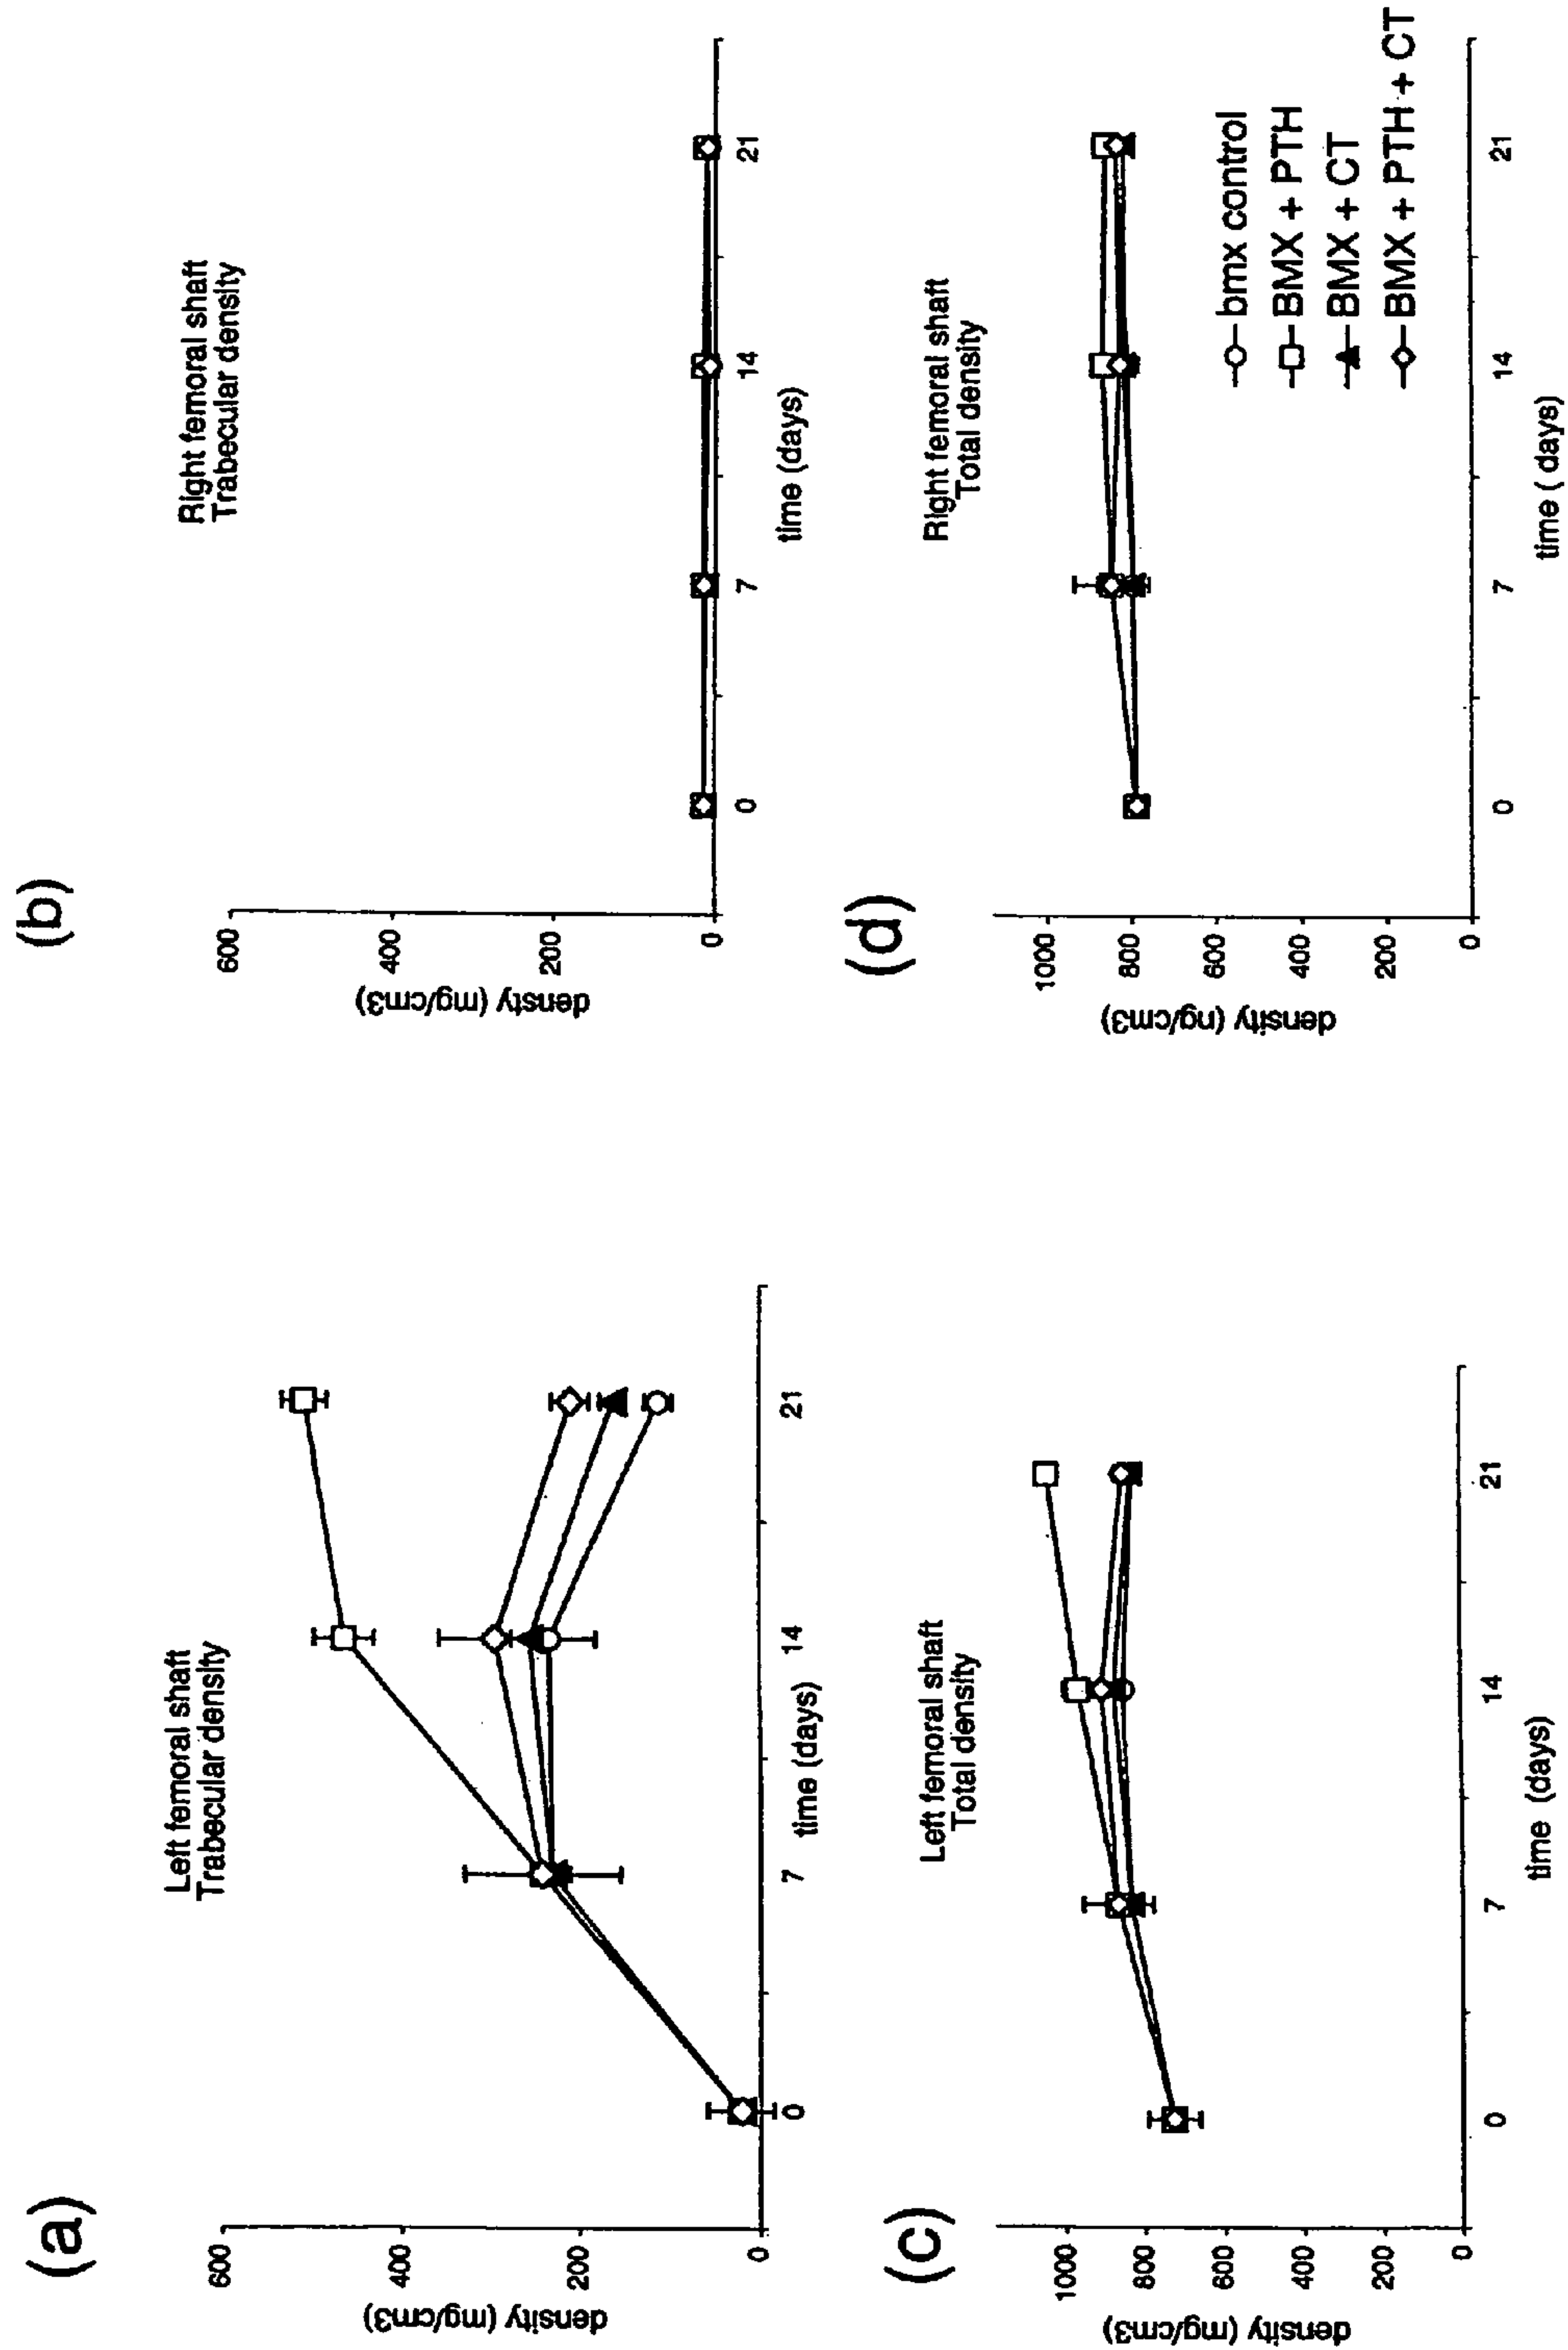 (a)
Left femoral shaft
Trabecular density
density (mg/cm3)
600
400
200
0
0
7
14
21
time (days)
(b)
Right femoral shaft
Trabecular density
densty (mg/cm3)
600
400
200
0
0
7
14
21
time (days)
(c)
Left femoral shaft
Total density
density (mg/cm3)
1000
800
600
400
200
0
0
7
14
21
time (days)
(d)
Right femoral shaft
Total density
density (ng/cm3)
1000
800
600
400
200
0
0
7
14
21
time ( days)
bmx control
BMX + PTH
BMX + CT
BMX + PTH + CT